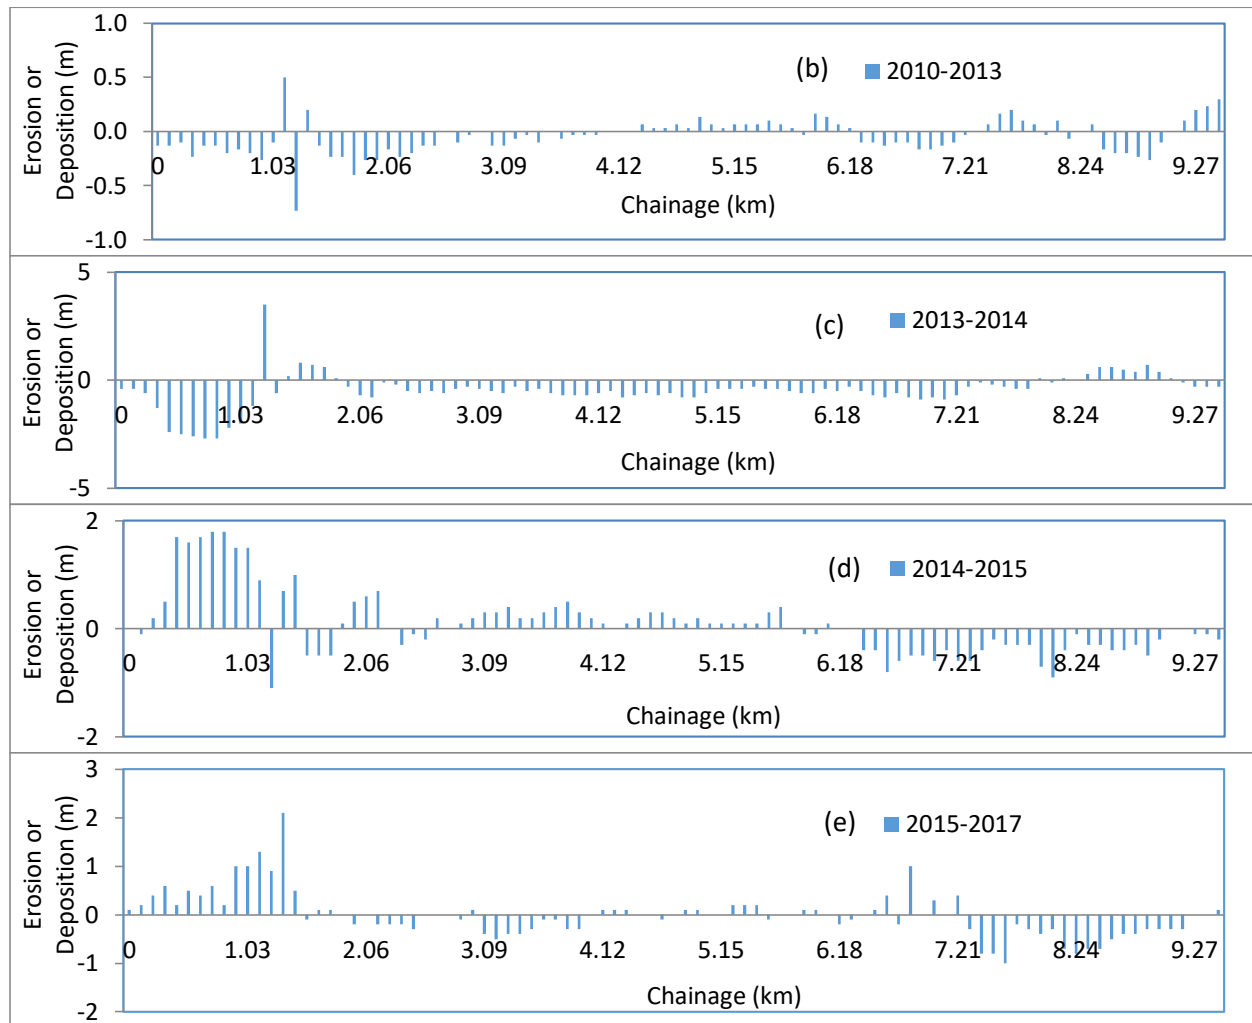 Erosion or
Deposition (m)
1.0
0.5
0.0
-0.5
-1.0
(b)
2010-2013
0 1.03 2.06 3.09 4.12 5.15 6.18 7.21 8.24 9.27
Chainage (km)
Erosion or
Deposition (m)
5
0
-5
(c)
2013-2014
0 1.03 2.06 3.09 4.12 5.15 6.18 7.21 8.24 9.27
Chainage (km)
Erosion or
Deposition (m)
2
0
-2
(d)
2014-2015
0 1.03 2.06 3.09 4.12 5.15 6.18 7.21 8.24 9.27
Chainage (km)
Erosion or
Deposition (m)
3
2
1
0
-1
-2
(e)
2015-2017
0 1.03 2.06 3.09 4.12 5.15 6.18 7.21 8.24 9.27
Chainage (km)